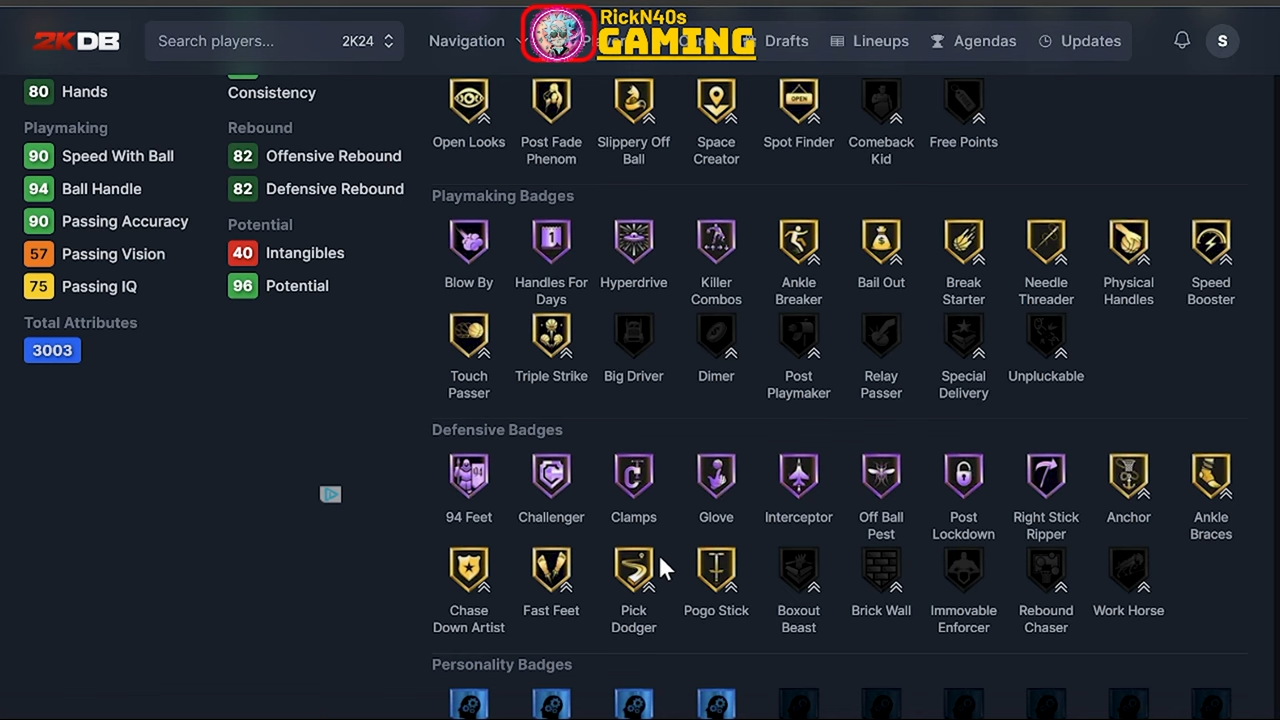 2KDB
Search players...
2K24
Navigation
RickN40s
GAMING
Drafts
Lineups
Agendas
Updates
S
80 Hands
Consistency
Playmaking
90 Speed With Ball
94 Ball Handle
90 Passing Accuracy
57 Passing Vision
75 Passing IQ
Total Attributes
3003
Rebound
82 Offensive Rebound
82 Defensive Rebound
Potential
40 Intangibles
96 Potential
OPEN
Open Looks
Post Fade
Phenom
Slippery Off
Ball
Space
Creator
Spot Finder
Comeback
Kid
Free Points
Playmaking Badges
1
Blow By
Handles For
Days
Hyperdrive
Killer
Combos
Ankle
Breaker
Bail Out
Break
Starter
Needle
Threader
Physical
Handles
Speed
Booster
Touch
Passer
Triple Strike
Big Driver
Dimer
Post
Playmaker
Relay
Passer
Special
Delivery
Unpluckable
Defensive Badges
94 Feet
Challenger
Clamps
Glove
Interceptor
Off Ball
Pest
Post
Lockdown
Right Stick
Ripper
Anchor
Ankle
Braces
Chase
Down Artist
Fast Feet
Pick
Dodger
Pogo Stick
Boxout
Beast
Brick Wall
Immovable
Enforcer
Rebound
Chaser
Work Horse
Personality Badges